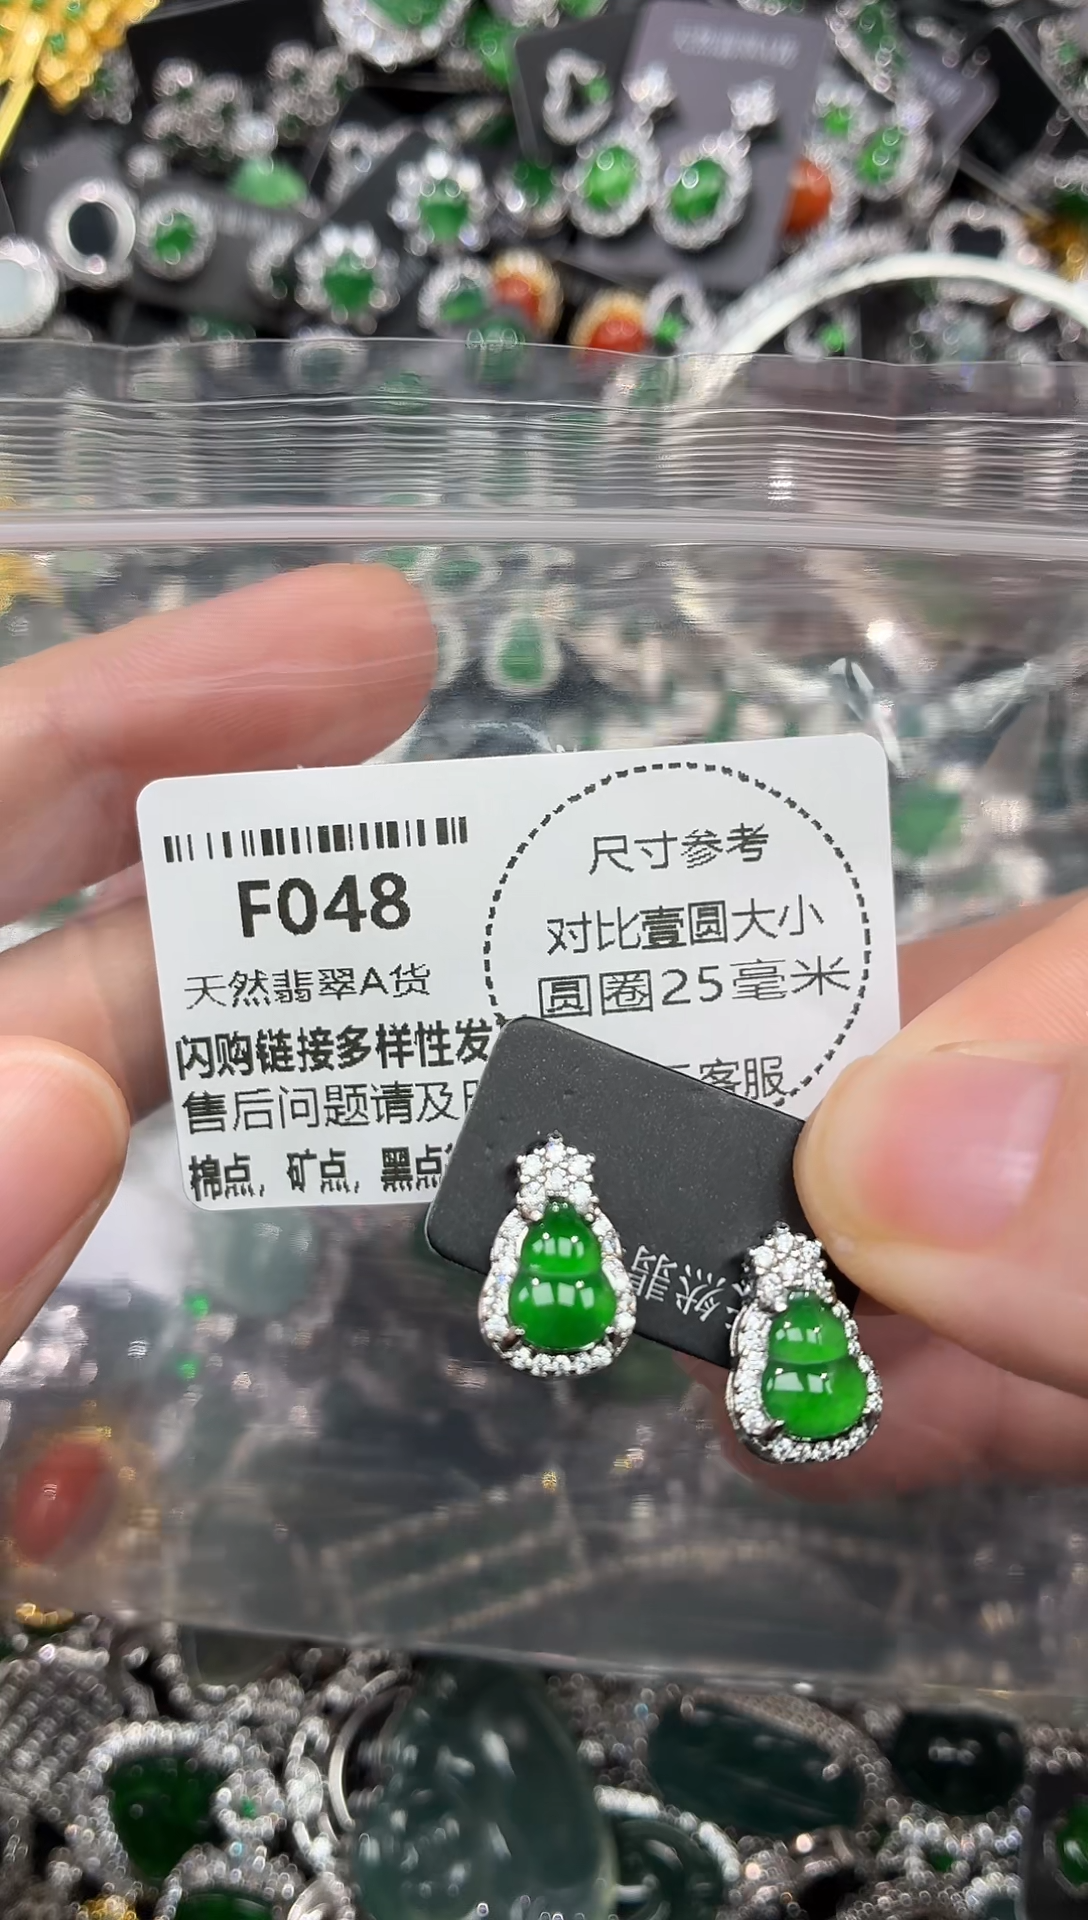 F048
天然翡翠A货
闪购链接多样性发
售后问题请及
棉点, 矿点, 黑点
尺寸参考
对比壹圆大小
圆圈25毫米
客服
然翡